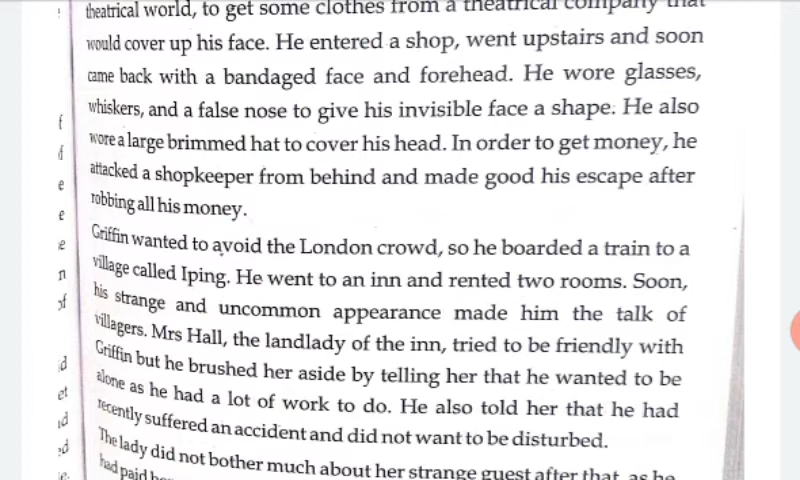 theatrical world, to get some clothes from a theatrical company that
would cover up his face. He entered a shop, went upstairs and soon
came back with a bandaged face and forehead. He wore glasses,
whiskers, and a false nose to give his invisible face a shape. He also
wore a large brimmed hat to cover his head. In order to get money, he
attacked a shopkeeper from behind and made good his escape after
robbing all his money.
Griffin wanted to avoid the London crowd, so he boarded a train to a
village called Iping. He went to an inn and rented two rooms. Soon,
his strange and uncommon appearance made him the talk of
villagers. Mrs Hall, the landlady of the inn, tried to be friendly with
Griffin but he brushed her aside by telling her that he wanted to be
alone as he had a lot of work to do. He also told her that he had
recently suffered an accident and did not want to be disturbed.
The lady did not bother much about her strange guest after that, as he
had paid